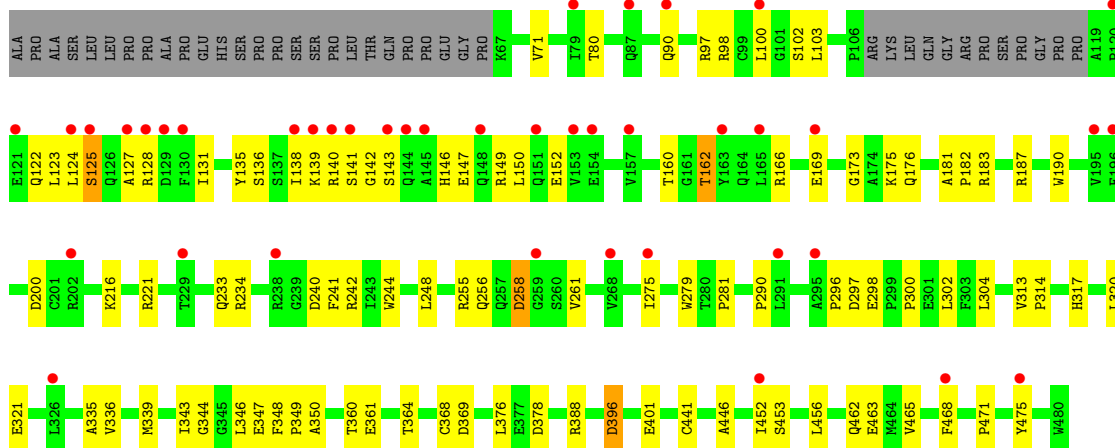 ALA PRO ALA SER LEU LEU PRO PRO ALA PRO GLU HIS SER PRO PRO SER SER PRO LEU THR GLN PRO PRO GLU GLY PRO K67 V71 I79 T80 Q87 Q90 R97 R98 C99 L100 G101 S102 L103 P106 ARG LYS LEU GLN GLY ARG PRO SER PRO GLY PRO PRO A119
E121 Q122 L123 L124 S125 Q126 A127 R128 D129 F130 I131 Y135 S136 S137 I138 K139 R140 S141 G142 S143 Q144 A145 H146 E147 Q148 R149 L150 Q151 E152 V153 E154 V157 T160 G161 T162 Y163 Q164 L165 R166 E169 G173 A174 K175 Q176 A181 P182 R183 R187 W190 V195
D200 C201 R202 K216 R221 T229 Q233 R234 R238 G239 D240 F241 R242 I243 W244 L248 R255 Q256 Q257 D258 G259 S260 V261 V268 I275 W279 T280 P281 P290 L291 A295 P296 D297 E298 P299 P300 E301 L302 F303 L304 V313 P314 H317
E321 L326 A335 V336 M339 I343 G344 G345 L346 E347 F348 P349 A350 T360 E361 T364 C368 D369 L376 E377 D378 R388 D396 E401 C441 A446 I452 S453 L456 Q462 E463 M464 V465 F468 P471 Y475 W480